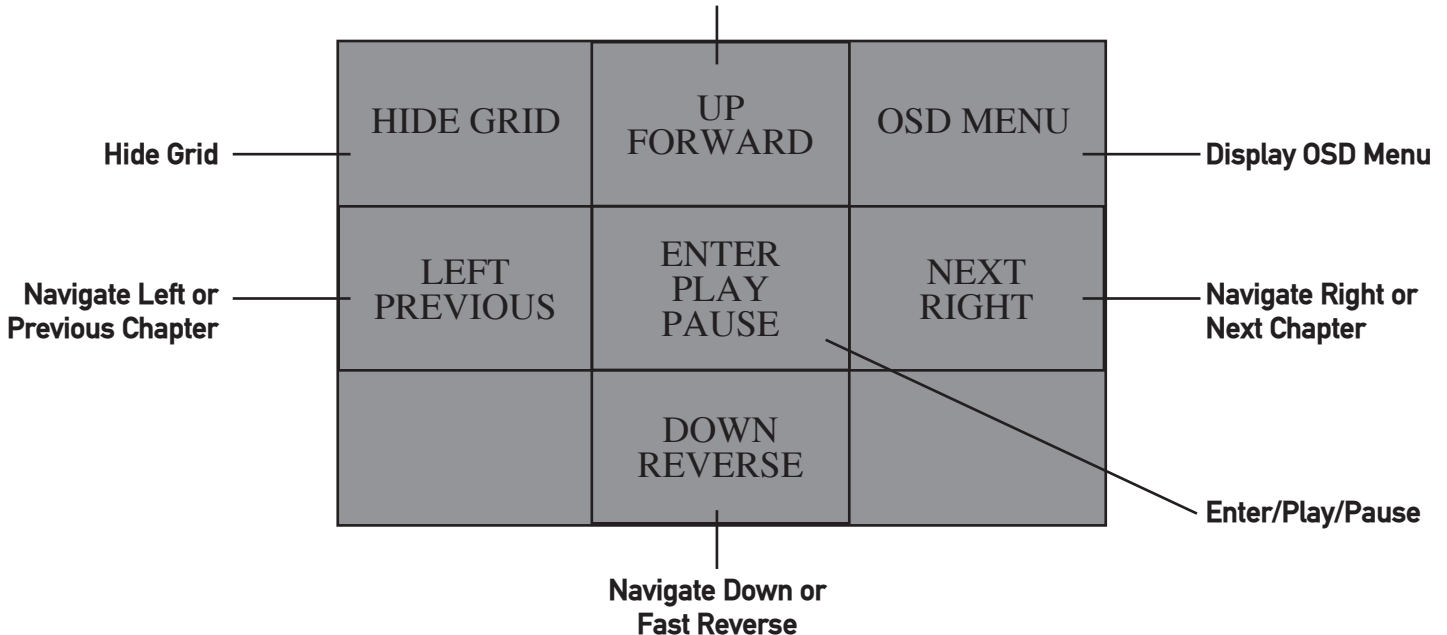 HIDE GRID
UP
FORWARD
OSD MENU
Hide Grid
Display OSD Menu
LEFT
PREVIOUS
ENTER
PLAY
PAUSE
NEXT
RIGHT
Navigate Left or
Previous Chapter
Navigate Right or
Next Chapter
DOWN
REVERSE
Enter/Play/Pause
Navigate Down or
Fast Reverse